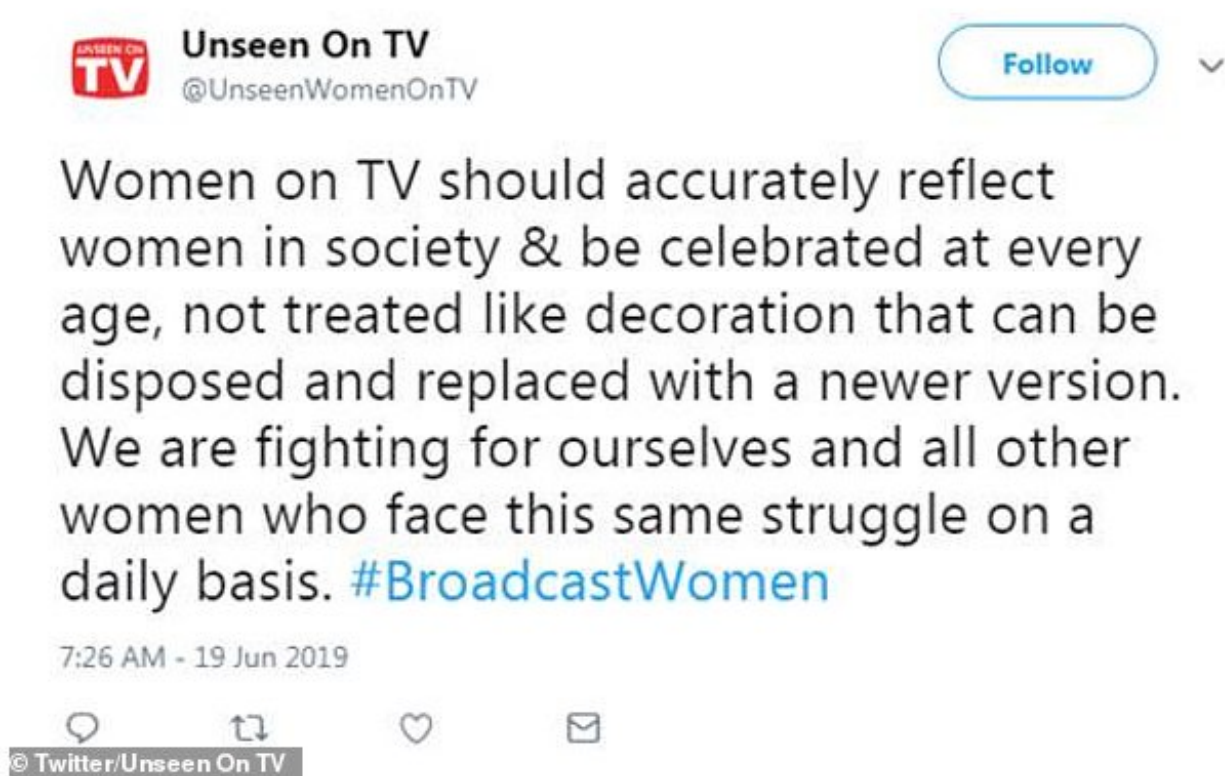 UNSEEN ON
TV
Unseen On TV
@UnseenWomenOnTV
Follow
Women on TV should accurately reflect
women in society & be celebrated at every
age, not treated like decoration that can be
disposed and replaced with a newer version.
We are fighting for ourselves and all other
women who face this same struggle on a
daily basis. #BroadcastWomen
7:26 AM - 19 Jun 2019
© Twitter/Unseen On TV